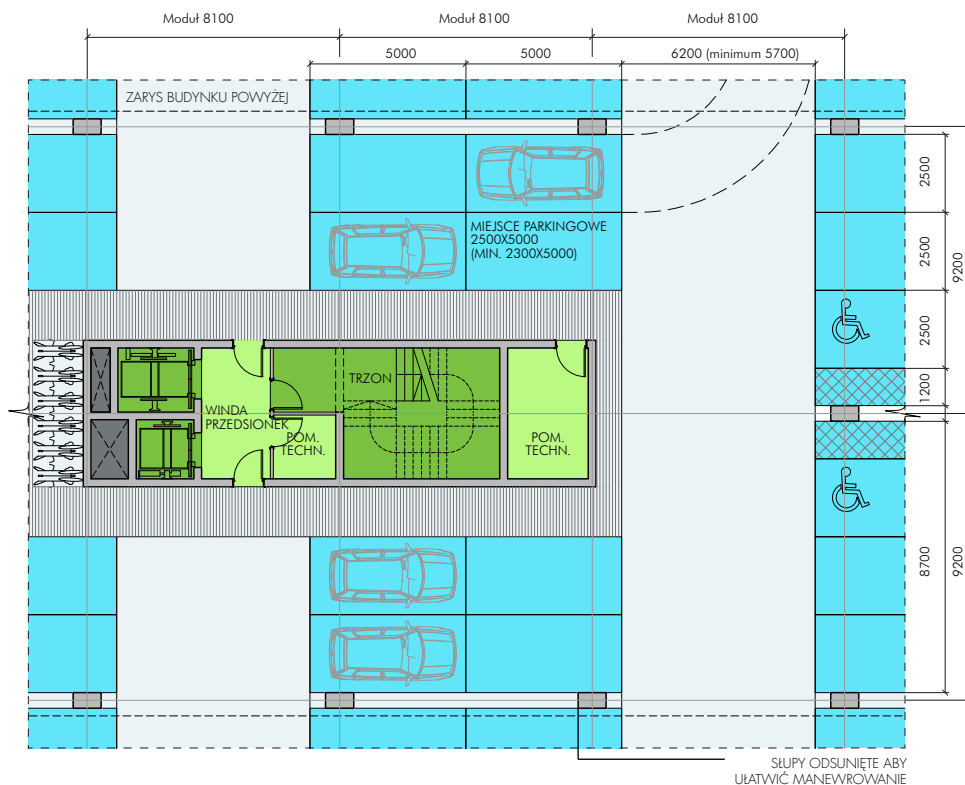 Moduł 8100
Moduł 8100
Moduł 8100
5000
5000
6200 (minimum 5700)
ZARYS BUDYNKU POWYŻEJ
2500
MIEJSCE PARKINGOWE
2500X5000
(MIN. 2300X5000)
2500
9200
2500
1200
TRZON
WINDA
PRZEDSIONEK
POM.
TECHN.
POM.
TECHN.
8700
9200
SŁUPY ODSUNIĘTE ABY
UŁATWIĆ MANEWROWANIE